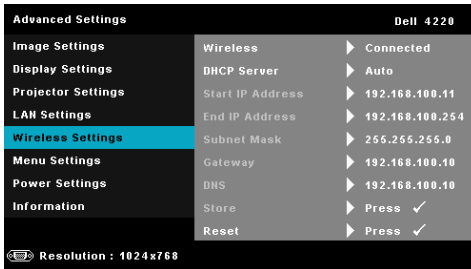 Advanced Settings Dell 4220
Image Settings
Display Settings
Projector Settings
LAN Settings
Wireless Settings
Menu Settings
Power Settings
Information
Wireless Connected
DHCP Server Auto
Start IP Address 192.168.100.11
End IP Address 192.168.100.254
Subnet Mask 255.255.255.0
Gateway 192.168.100.10
DNS 192.168.100.10
Store Press ✓
Reset Press ✓
Resolution : 1024x768